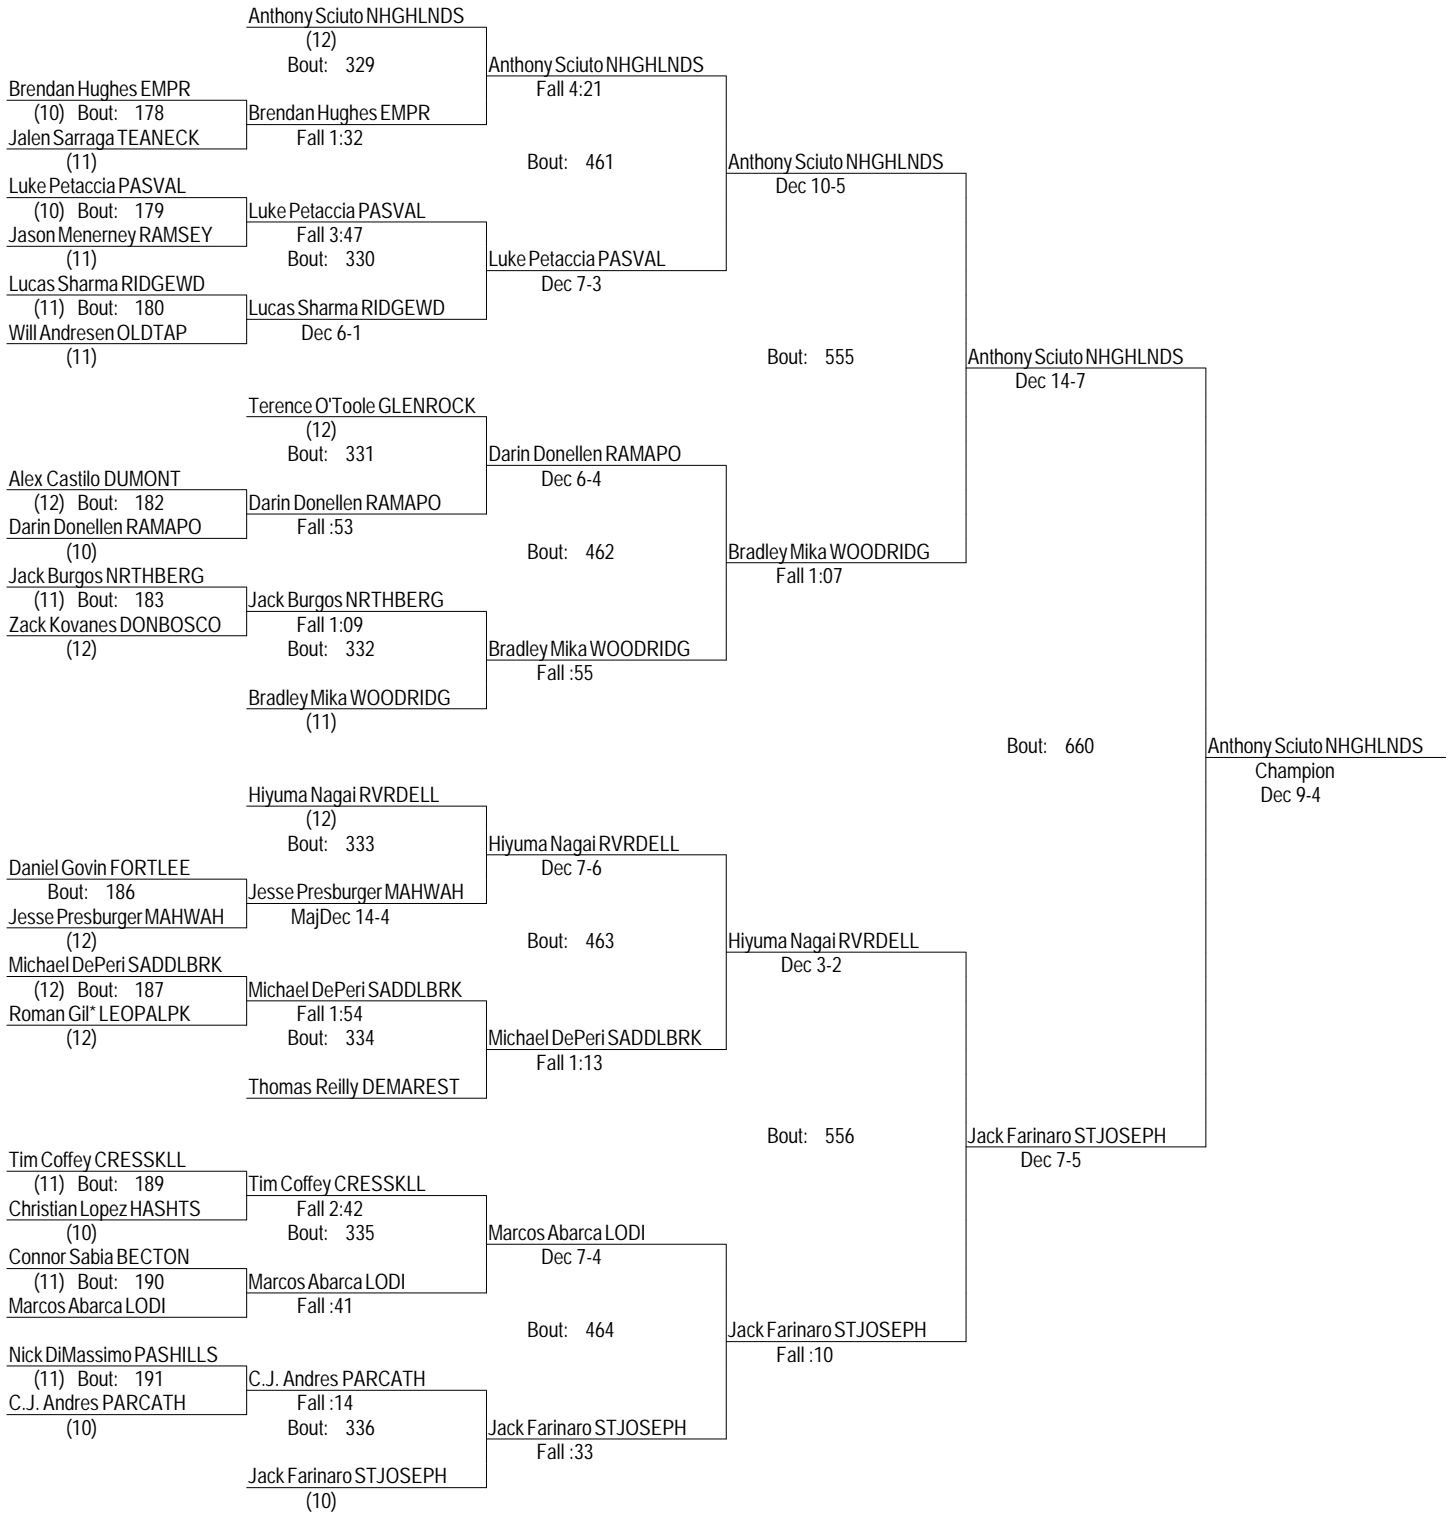 Anthony Sciuto NHGHLNDS
(12)
Bout: 329
Anthony Sciuto NHGHLNDS
Fall 4:21
Brendan Hughes EMPR
(10) Bout: 178
Brendan Hughes EMPR
Jalen Sarraga TEANECK
Fall 1:32
(11)
Bout: 461
Anthony Sciuto NHGHLNDS
Dec 10-5
Luke Petaccia PASVAL
(10) Bout: 179
Luke Petaccia PASVAL
Jason Menerney RAMSEY
Fall 3:47
(11)
Bout: 330
Luke Petaccia PASVAL
Dec 7-3
Lucas Sharma RIDGEWD
(11) Bout: 180
Lucas Sharma RIDGEWD
Will Andresen OLDTAP
Dec 6-1
(11)
Bout: 555
Anthony Sciuto NHGHLNDS
Dec 14-7
Terence O'Toole GLENROCK
(12)
Bout: 331
Darin Donellen RAMAPO
Dec 6-4
Alex Castilo DUMONT
(12) Bout: 182
Darin Donellen RAMAPO
Darin Donellen RAMAPO
Fall :53
(10)
Bout: 462
Bradley Mika WOODRIDG
Fall 1:07
Jack Burgos NRTHBERG
(11) Bout: 183
Jack Burgos NRTHBERG
Zack Kovanes DONBOSCO
Fall 1:09
(12)
Bout: 332
Bradley Mika WOODRIDG
Fall :55
Bradley Mika WOODRIDG
(11)
Bout: 660
Anthony Sciuto NHGHLNDS
Champion
Dec 9-4
Hiyuma Nagai RVRDELL
(12)
Bout: 333
Hiyuma Nagai RVRDELL
Dec 7-6
Daniel Govin FORTLEE
Bout: 186
Jesse Presburger MAHWAH
Jesse Presburger MAHWAH
MajDec 14-4
(12)
Bout: 463
Hiyuma Nagai RVRDELL
Dec 3-2
Michael DePeri SADDLBRK
(12) Bout: 187
Michael DePeri SADDLBRK
Roman Gil* LEOPALPK
Fall 1:54
(12)
Bout: 334
Michael DePeri SADDLBRK
Fall 1:13
Thomas Reilly DEMAREST
Bout: 556
Jack Farinaro STJOSEPH
Dec 7-5
Tim Coffey CRESSKLL
(11) Bout: 189
Tim Coffey CRESSKLL
Christian Lopez HASHTS
Fall 2:42
(10)
Bout: 335
Marcos Abarca LODI
Dec 7-4
Connor Sabia BECTON
(11) Bout: 190
Marcos Abarca LODI
Marcos Abarca LODI
Fall :41
Bout: 464
Jack Farinaro STJOSEPH
Fall :10
Nick DiMassimo PASHILLS
(11) Bout: 191
C.J. Andres PARCATH
C.J. Andres PARCATH
Fall :14
(10)
Bout: 336
Jack Farinaro STJOSEPH
Fall :33
Jack Farinaro STJOSEPH
(10)